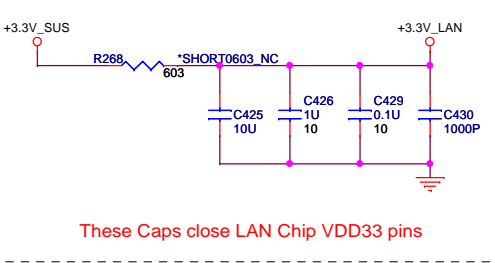 +3.3V_SUS
+3.3V_LAN
R268
*SHORT0603_NC
603
C425
10U
C426
1U
10
C429
0.1U
10
C430
1000P
These Caps close LAN Chip VDD33 pins